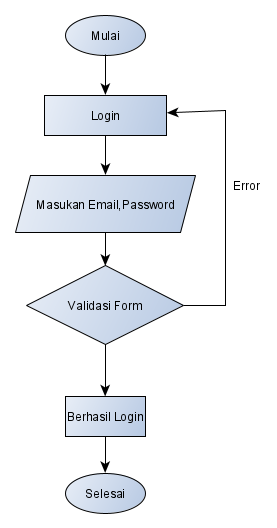 Mulai
Login
Masukan Email,Password
Error
Validasi Form
Berhasil Login
Selesai